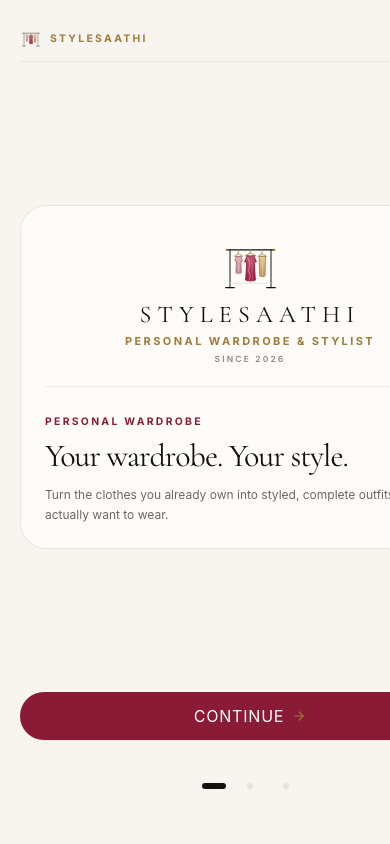 STYLESAATHI
STYLESAATHI
PERSONAL WARDROBE & STYLIST
SINCE 2026
PERSONAL WARDROBE
Your wardrobe. Your style.
Turn the clothes you already own into styled, complete outfits
actually want to wear.
CONTINUE →